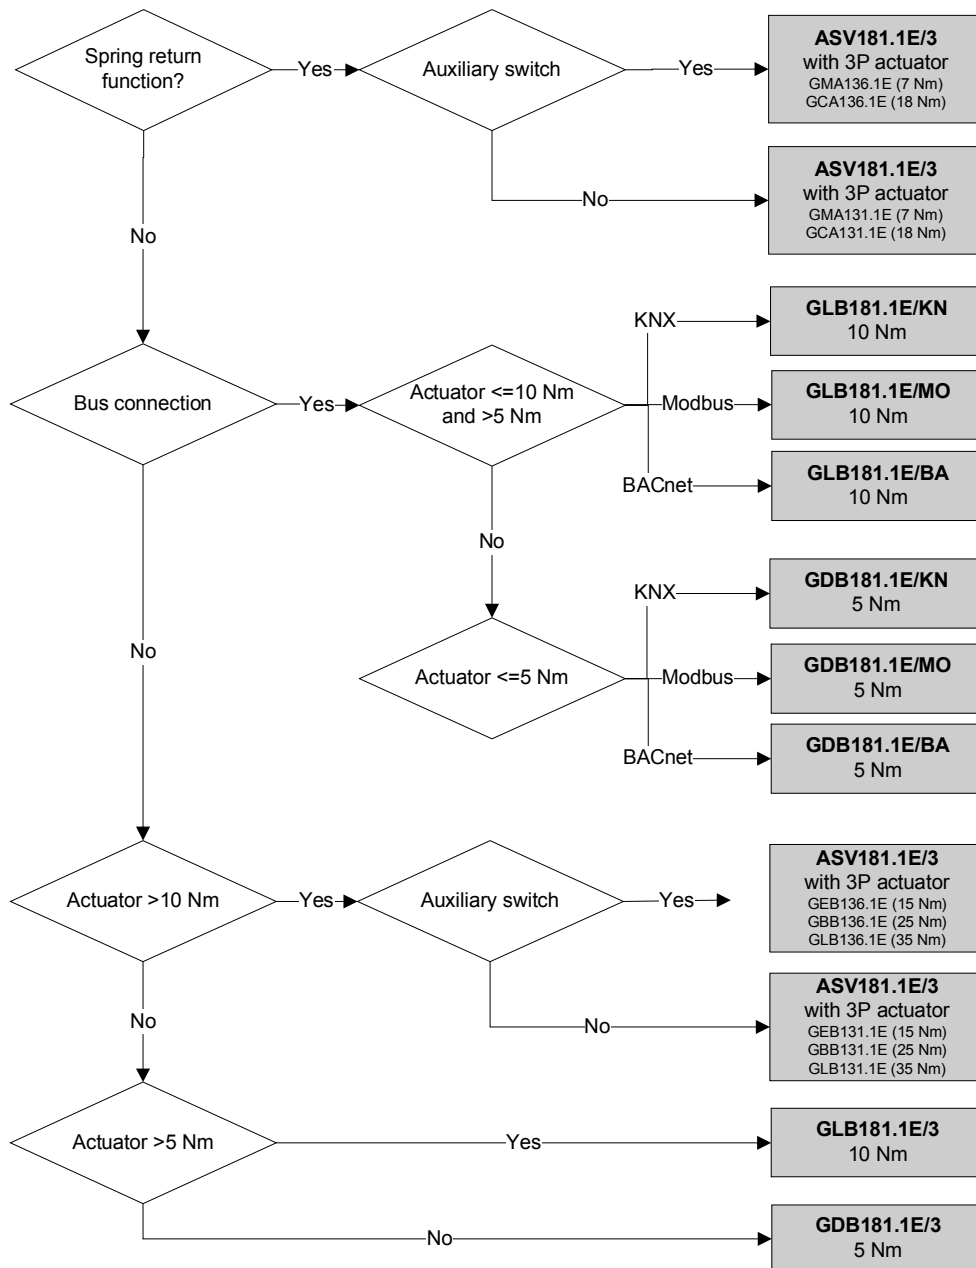 Spring return
function?
Yes
Auxiliary switch
Yes
ASV181.1E/3
with 3P actuator
GMA136.1E (7 Nm)
GCA136.1E (18 Nm)
No
ASV181.1E/3
with 3P actuator
GMA131.1E (7 Nm)
GCA131.1E (18 Nm)
No
Bus connection
Yes
Actuator <=10 Nm
and >5 Nm
KNX
GLB181.1E/KN
10 Nm
Modbus
GLB181.1E/MO
10 Nm
BACnet
GLB181.1E/BA
10 Nm
No
Actuator <=5 Nm
KNX
GDB181.1E/KN
5 Nm
Modbus
GDB181.1E/MO
5 Nm
BACnet
GDB181.1E/BA
5 Nm
No
Actuator >10 Nm
Yes
Auxiliary switch
Yes
ASV181.1E/3
with 3P actuator
GEB136.1E (15 Nm)
GBB136.1E (25 Nm)
GLB136.1E (35 Nm)
No
ASV181.1E/3
with 3P actuator
GEB131.1E (15 Nm)
GBB131.1E (25 Nm)
GLB131.1E (35 Nm)
No
Actuator >5 Nm
Yes
GLB181.1E/3
10 Nm
No
GDB181.1E/3
5 Nm